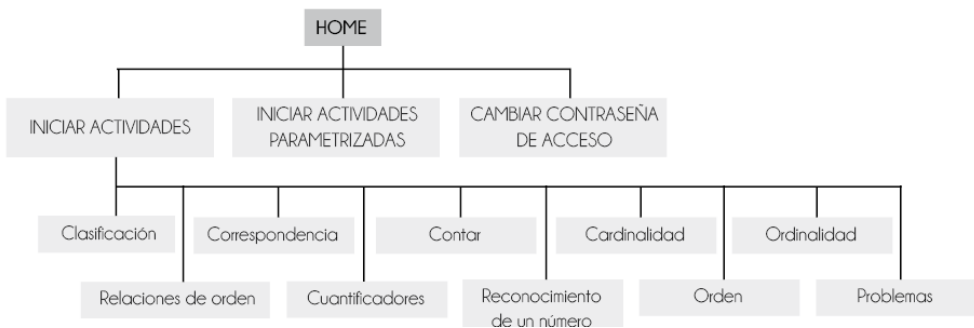 HOME
INICIAR ACTIVIDADES
INICIAR ACTIVIDADES
PARAMETRIZADAS
CAMBIAR CONTRASEÑA
DE ACCESO
Clasificación
Correspondencia
Contar
Cardinalidad
Ordinalidad
Relaciones de orden
Cuantificadores
Reconocimiento
de un número
Orden
Problemas